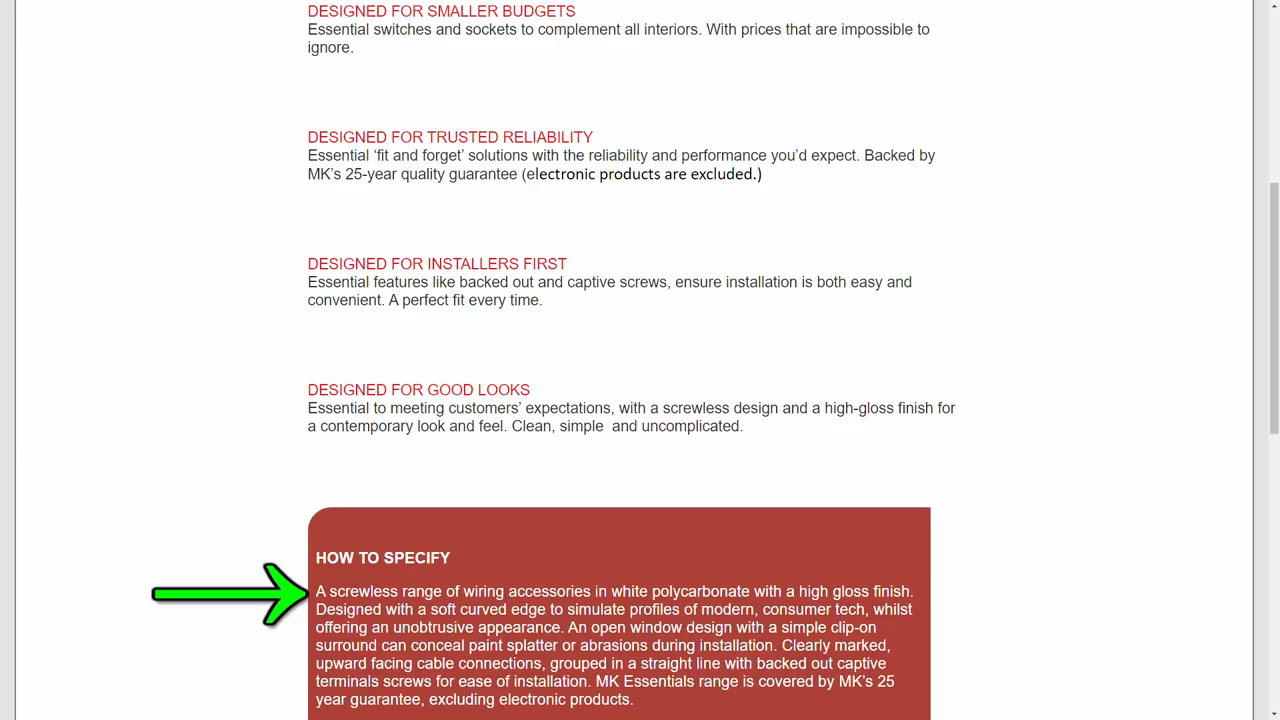 DESIGNED FOR SMALLER BUDGETS
Essential switches and sockets to complement all interiors. With prices that are impossible to
ignore.
DESIGNED FOR TRUSTED RELIABILITY
Essential ‘fit and forget’ solutions with the reliability and performance you’d expect. Backed by
MK’s 25-year quality guarantee (electronic products are excluded.)
DESIGNED FOR INSTALLERS FIRST
Essential features like backed out and captive screws, ensure installation is both easy and
convenient. A perfect fit every time.
DESIGNED FOR GOOD LOOKS
Essential to meeting customers’ expectations, with a screwless design and a high-gloss finish for
a contemporary look and feel. Clean, simple  and uncomplicated.
HOW TO SPECIFY
A screwless range of wiring accessories in white polycarbonate with a high gloss finish.
Designed with a soft curved edge to simulate profiles of modern, consumer tech, whilst
offering an unobtrusive appearance. An open window design with a simple clip-on
surround can conceal paint splatter or abrasions during installation. Clearly marked,
upward facing cable connections, grouped in a straight line with backed out captive
terminals screws for ease of installation. MK Essentials range is covered by MK's 25
year guarantee, excluding electronic products.